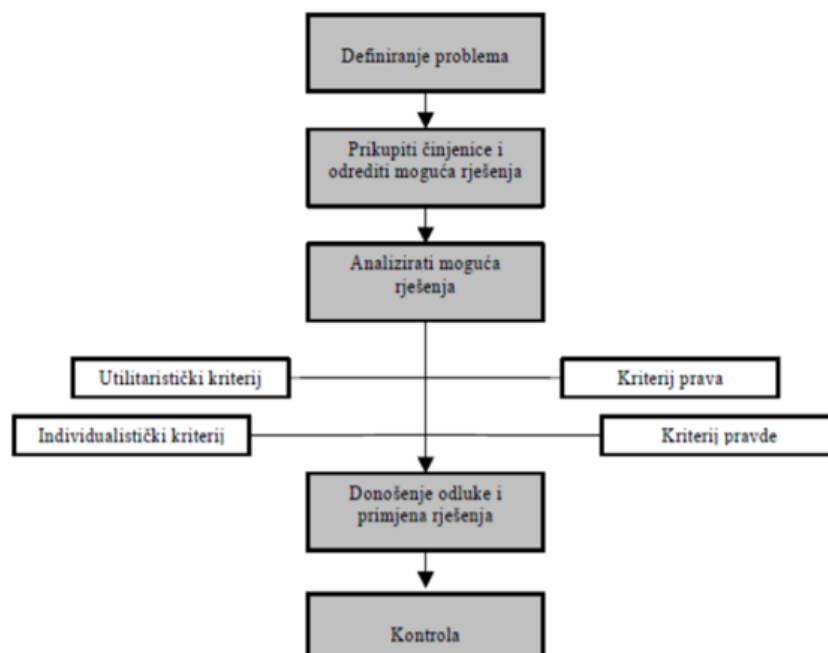 Definiranje problema
Prikupiti činjenice i
odrediti moguća rješenja
Analizirati moguća
rješenja
Utilitaristički kriterij
Kriterij prava
Individualistički kriterij
Kriterij pravde
Donošenje odluke i
primjena rješenja
Kontrola